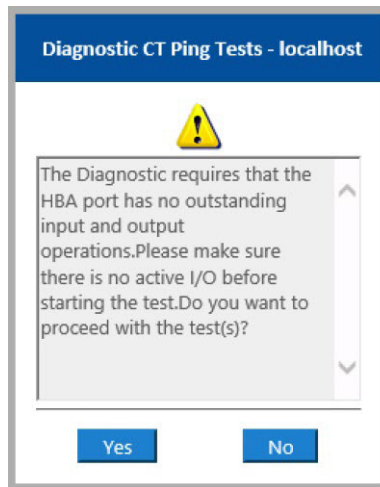 Diagnostic CT Ping Tests - localhost
The Diagnostic requires that the
HBA port has no outstanding
input and output
operations.Please make sure
there is no active I/O before
starting the test.Do you want to
proceed with the test(s)?
Yes No